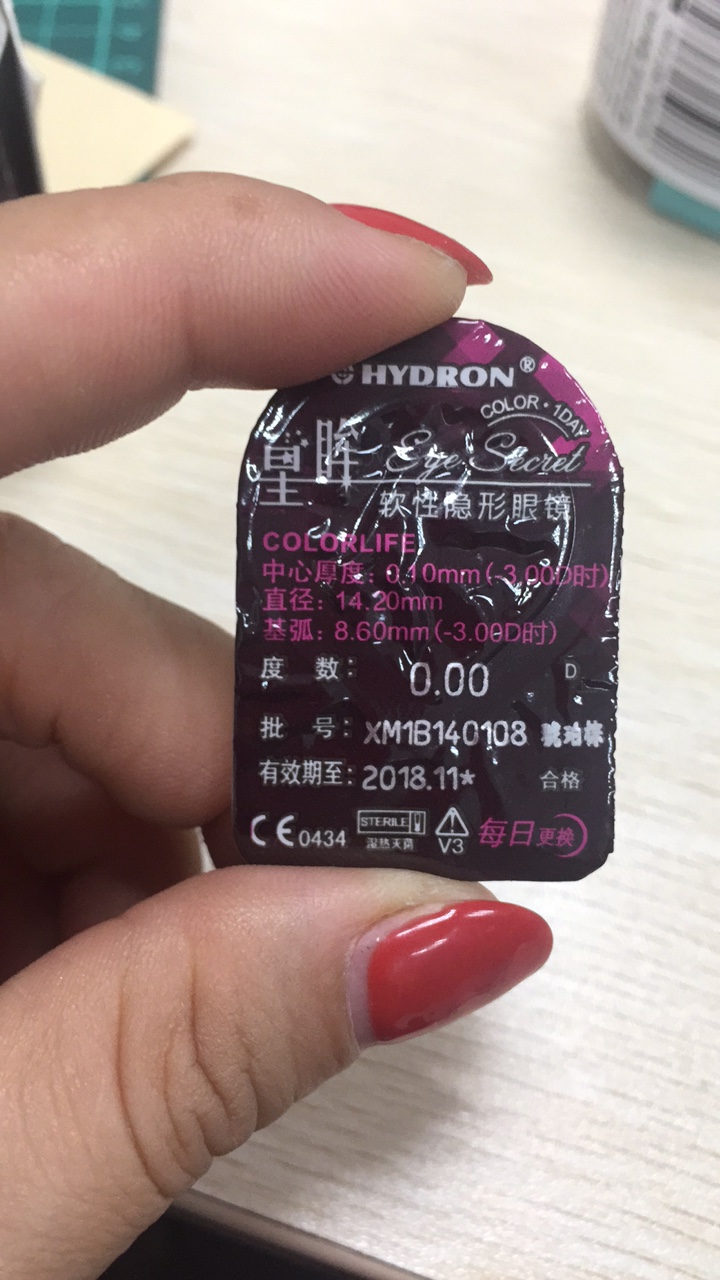 HYDRON®
COLOR·1DAY
星眸 Eye Secret
软性隐形眼镜
COLORLIFE
中心厚度：0.10mm(-3.00D时)
直径：14.20mm
基弧：8.60mm(-3.00D时)
度 数： 0.00 D
批 号：XM1B140108 琥珀棕
有效期至：2018.11* 合格
CE 0434 STERILE 湿热灭菌 V3 每日更换